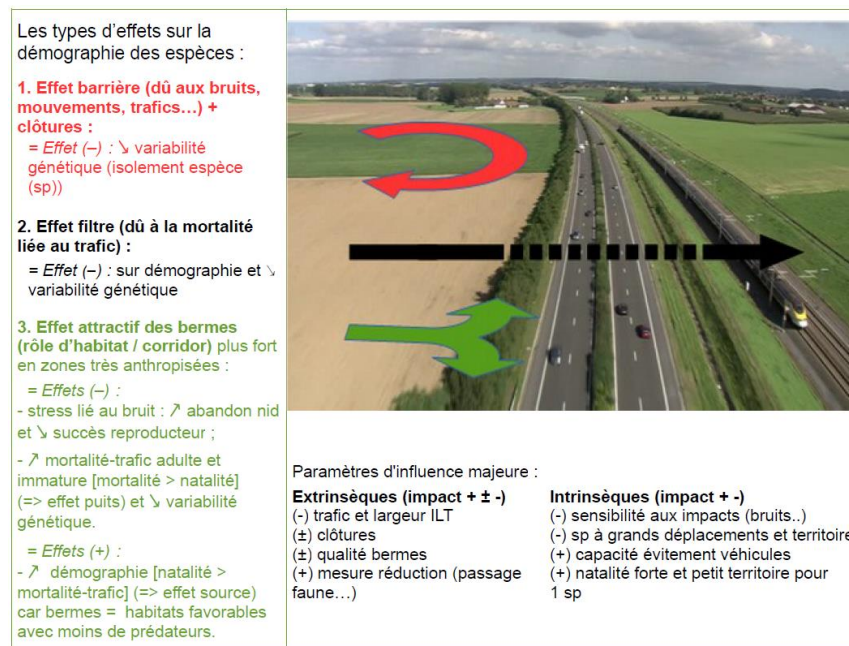 Les types d'effets sur la
démographie des espèces :
1. Effet barrière (dû aux bruits,
mouvements, trafics…) +
clôtures :
= Effet (–) : ↘ variabilité
génétique (isolement espèce
(sp))
2. Effet filtre (dû à la mortalité
liée au trafic) :
= Effet (–) : sur démographie et ↘
variabilité génétique
3. Effet attractif des bermes
(rôle d'habitat / corridor) plus fort
en zones très anthropisées :
= Effets (–) :
- stress lié au bruit : ↗ abandon nid
et ↘ succès reproducteur ;
- ↗ mortalité-trafic adulte et
immature [mortalité > natalité]
(=> effet puits) et ↘ variabilité
génétique.
= Effets (+) :
- ↗ démographie [natalité >
mortalité-trafic] (=> effet source)
car bermes = habitats favorables
avec moins de prédateurs.
Paramètres d'influence majeure :
Extrinsèques (impact + ± -)
(-) trafic et largeur ILT
(±) clôtures
(±) qualité bermes
(+) mesure réduction (passage
faune…)
Intrinsèques (impact + -)
(-) sensibilité aux impacts (bruits..)
(-) sp à grands déplacements et territoire
(+) capacité évitement véhicules
(+) natalité forte et petit territoire pour
1 sp